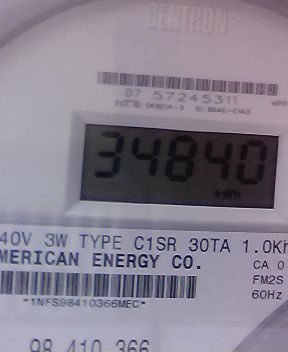 CENTRON®
07 57245311
34840
kWh
40V 3W TYPE C1SR 30TA 1.0Kh
MERICAN ENERGY CO.
CA 0
FM2S
60Hz
*1NFS98410366MEC*
98 410 366